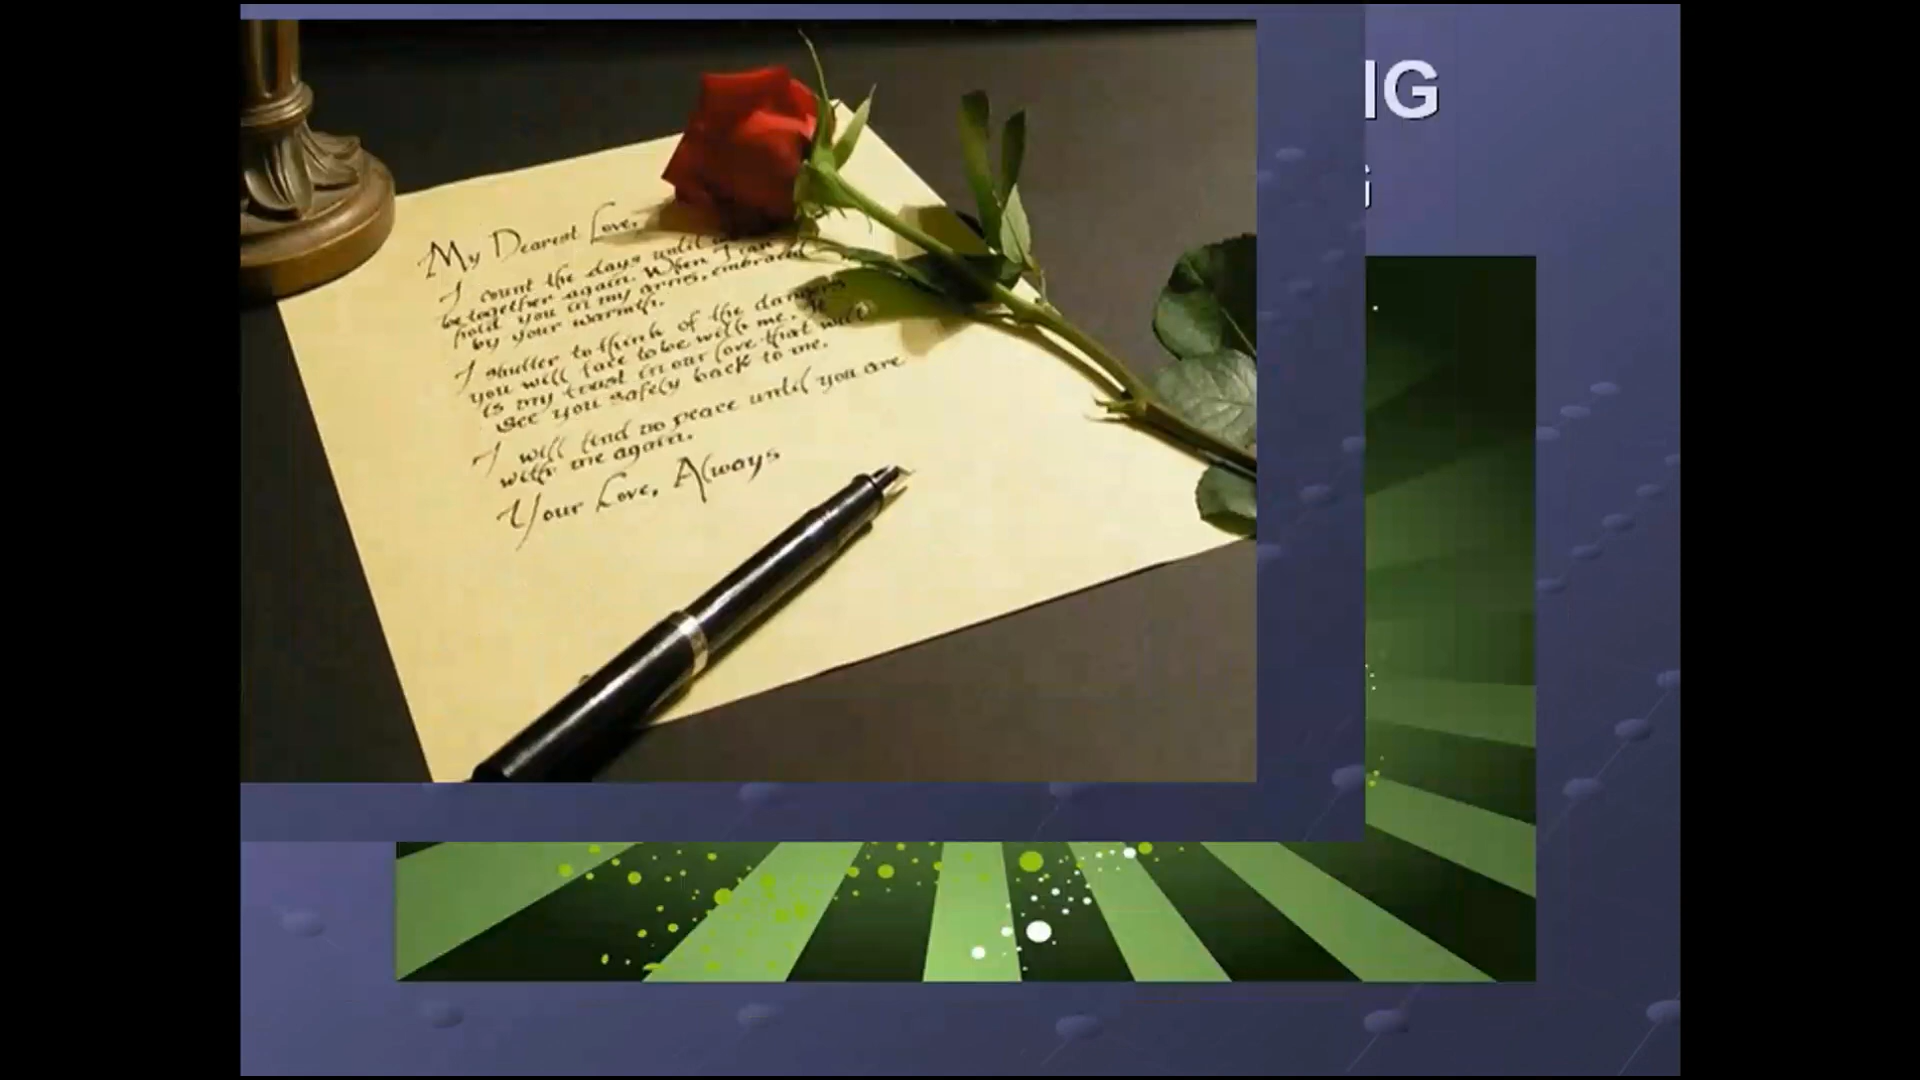 NG
G
My Dearest Love,
I count the days until
be together again. When I can
hold you in my arms, embraced
by your warmth.
I shutter to think of the dangers
you will face to be with me. It
is my trust in our love that will
see you safely back to me.
I will find no peace until you are
with me again.
Your Love, Always